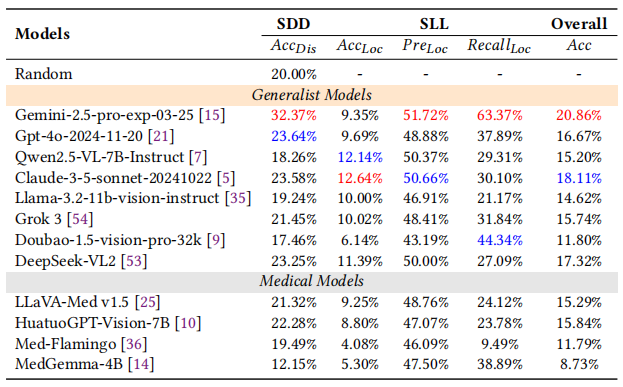 Models SDD SLL Overall
Acc_Dis Acc_Loc Pre_Loc Recall_Loc Acc
Random 20.00% - - - -
Generalist Models
Gemini-2.5-pro-exp-03-25 [15] 32.37% 9.35% 51.72% 63.37% 20.86%
Gpt-4o-2024-11-20 [21] 23.64% 9.69% 48.88% 37.89% 16.67%
Qwen2.5-VL-7B-Instruct [7] 18.26% 12.14% 50.37% 29.31% 15.20%
Claude-3-5-sonnet-20241022 [5] 23.58% 12.64% 50.66% 30.10% 18.11%
Llama-3.2-11b-vision-instruct [35] 19.24% 10.00% 46.91% 21.17% 14.62%
Grok 3 [54] 21.45% 10.02% 48.41% 31.84% 15.74%
Doubao-1.5-vision-pro-32k [9] 17.46% 6.14% 43.19% 44.34% 11.80%
DeepSeek-VL2 [53] 23.25% 11.39% 50.00% 27.09% 17.32%
Medical Models
LLaVA-Med v1.5 [25] 21.32% 9.25% 48.76% 24.12% 15.29%
HuatuoGPT-Vision-7B [10] 22.28% 8.80% 47.07% 23.78% 15.84%
Med-Flamingo [36] 19.49% 4.08% 46.09% 9.49% 11.79%
MedGemma-4B [14] 12.15% 5.30% 47.50% 38.89% 8.73%